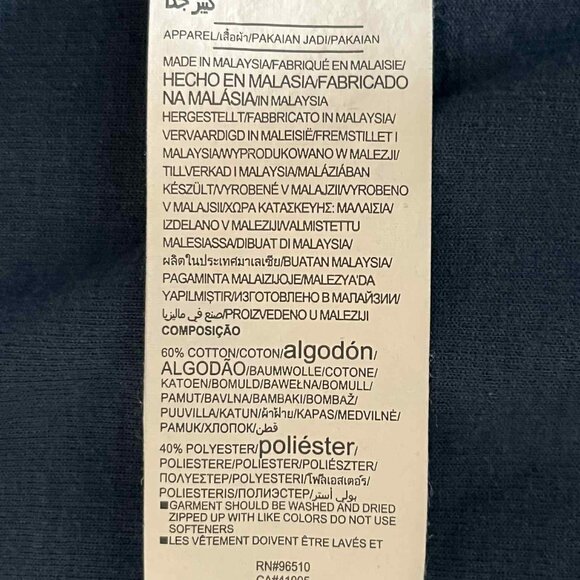 كبير جدًا
APPAREL/เสื้อผ้า/PAKAIAN JADI/PAKAIAN
MADE IN MALAYSIA/FABRIQUÉ EN MALAISIE/
HECHO EN MALASIA/FABRICADO
NA MALÁSIA/IN MALAYSIA
HERGESTELLT/FABBRICATO IN MALAYSIA/
VERVAARDIGD IN MALEISIË/FREMSTILLET I
MALAYSIA/WYPRODUKOWANO W MALEZJI/
TILLVERKAD I MALAYSIA/MALÁZIÁBAN
KÉSZÜLT/VYROBENÉ V MALAJZII/VYROBENO
V MALAJSII/ΧΩΡΑ ΚΑΤΑΣΚΕΥΗΣ: ΜΑΛΑΙΣΙΑ/
IZDELANO V MALEZIJI/VALMISTETTU
MALESIASSA/DIBUAT DI MALAYSIA/
ผลิตในประเทศมาเลเซีย/BUATAN MALAYSIA/
PAGAMINTA MALAIZIJOJE/MALEZYA'DA
YAPILMIŞTIR/ИЗГОТОВЛЕНО В МАЛАЙЗИИ/
صنع في ماليزيا/PROIZVEDENO U MALEZIJI
COMPOSIÇÃO
60% COTTON/COTON/algodón/
ALGODÃO/BAUMWOLLE/COTONE/
KATOEN/BOMULD/BAWEŁNA/BOMULL/
PAMUT/BAVLNA/ΒΑΜΒΑΚΙ/BOMBAŽ/
PUUVILLA/KATUN/ผ้าฝ้าย/KAPAS/MEDVILNĖ/
PAMUK/ХЛОПОК/قطن
40% POLYESTER/poliéster/
POLIESTERE/POLIESTER/POLIÉSZTER/
ΠΟΛΥΕΣΤΕΡ/POLYESTERI/โพลีเอสเตอร์/
POLIESTERIS/ПОЛИЭСТЕР/بولي أستر
■ GARMENT SHOULD BE WASHED AND DRIED
ZIPPED UP WITH LIKE COLORS DO NOT USE
SOFTENERS
■ LES VÊTEMENT DOIVENT ÊTRE LAVÉS ET
RN#96510
CA#41005